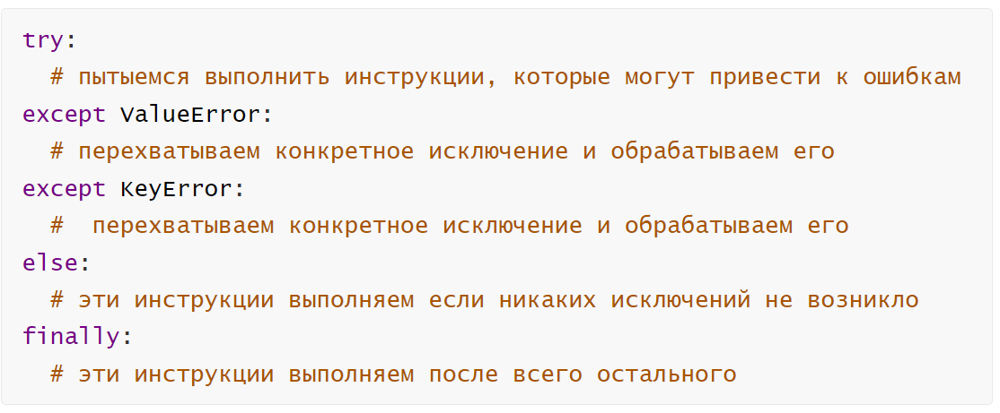 try:
  # пытыемся выполнить инструкции, которые могут привести к ошибкам
except ValueError:
  # перехватываем конкретное исключение и обрабатываем его
except KeyError:
  #  перехватываем конкретное исключение и обрабатываем его
else:
  # эти инструкции выполняем если никаких исключений не возникло
finally:
  # эти инструкции выполняем после всего остального